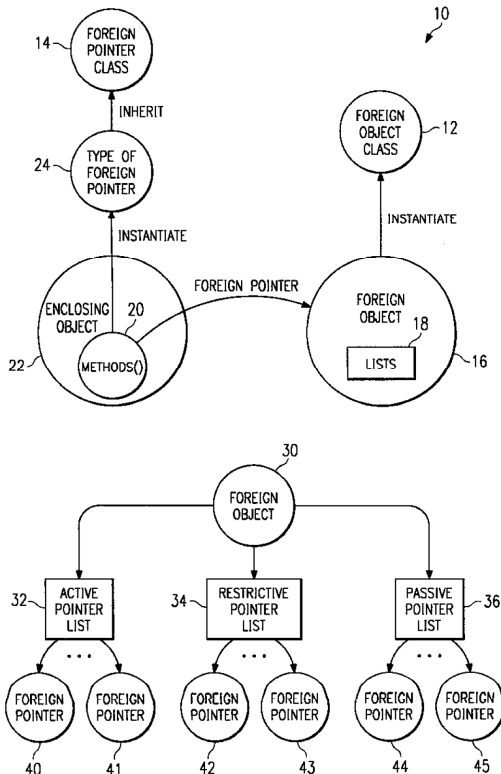 10
14
FOREIGN
POINTER
CLASS
INHERIT
12
FOREIGN
OBJECT
CLASS
24
TYPE OF
FOREIGN
POINTER
INSTANTIATE
INSTANTIATE
FOREIGN POINTER
ENCLOSING
OBJECT
20
METHODS()
22
FOREIGN
OBJECT
18
LISTS
16
30
FOREIGN
OBJECT
32
ACTIVE
POINTER
LIST
34
RESTRICTIVE
POINTER
LIST
PASSIVE
POINTER
LIST
36
... ... ...
FOREIGN
POINTER
FOREIGN
POINTER
FOREIGN
POINTER
FOREIGN
POINTER
FOREIGN
POINTER
FOREIGN
POINTER
40 41 42 43 44 45